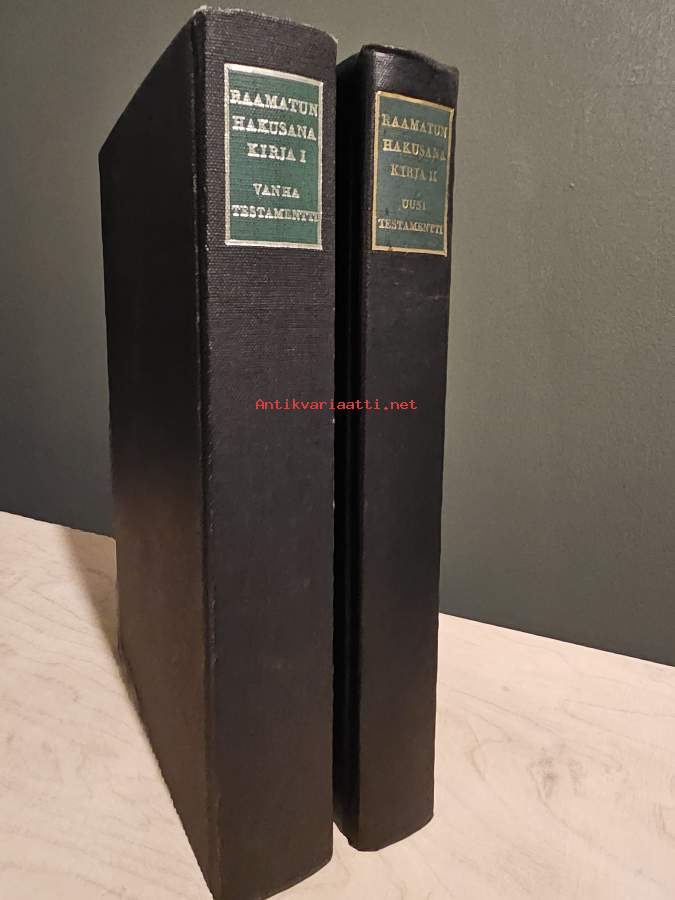 RAAMATUN
HAKUSANA
KIRJA I
VANHA
TESTAMENTTI
RAAMATUN
HAKUSANA
KIRJA II
UUSI
TESTAMENTTI
Antikvariaatti.net